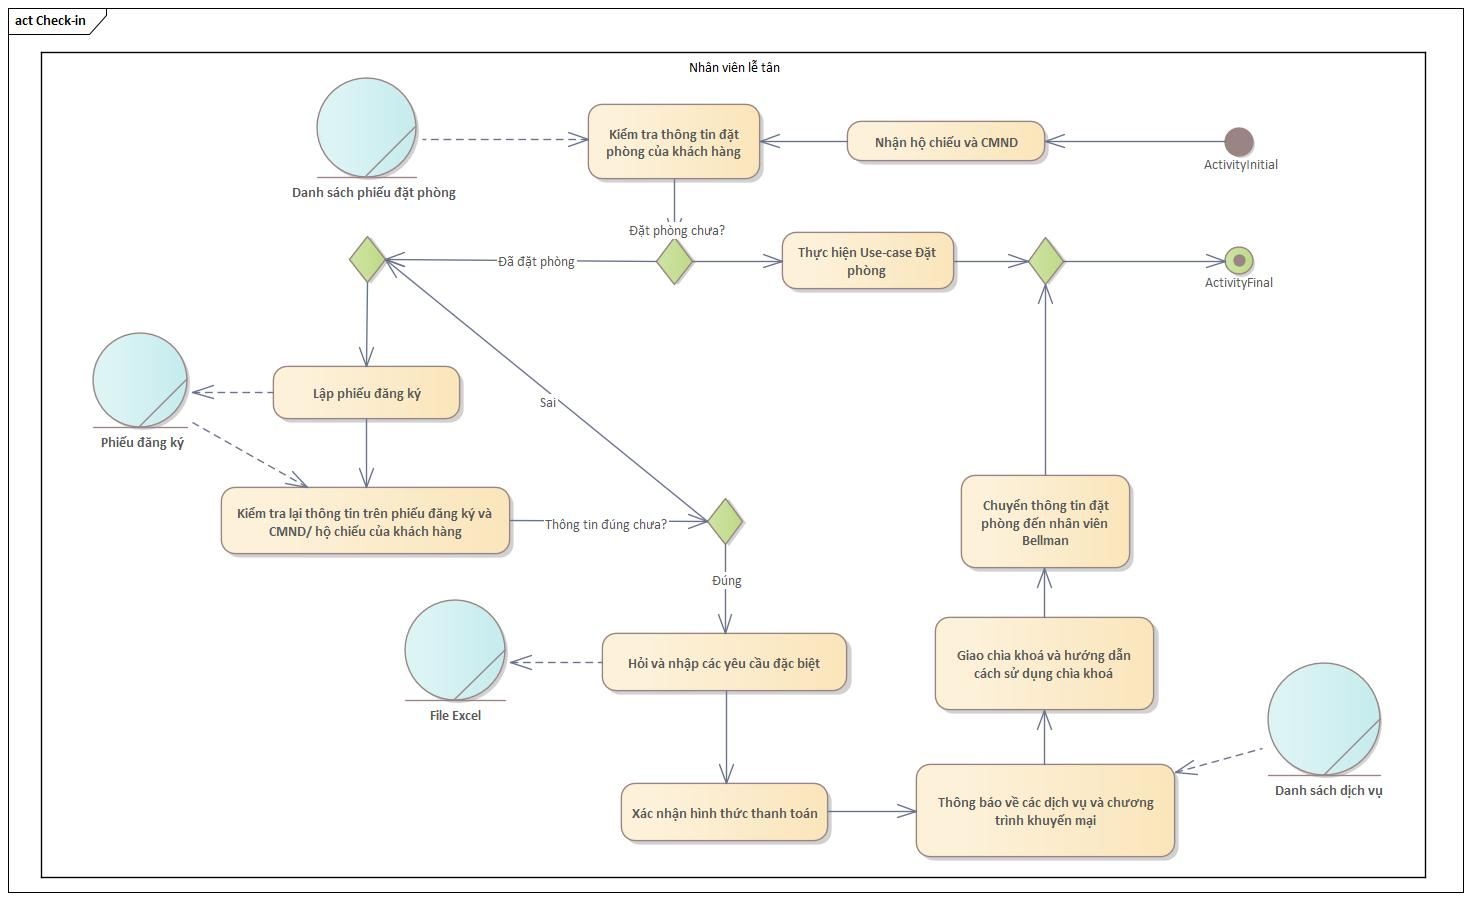 act Check-in
Nhân viên lễ tân
Kiểm tra thông tin đặt
phòng của khách hàng
Nhận hộ chiếu và CMND
ActivityInitial
Danh sách phiếu đặt phòng
Đặt phòng chưa?
Đã đặt phòng
Thực hiện Use-case Đặt
phòng
ActivityFinal
Lập phiếu đăng ký
Sai
Phiếu đăng ký
Kiểm tra lại thông tin trên phiếu đăng ký và
CMND/ hộ chiếu của khách hàng
Thông tin đúng chưa?
Chuyển thông tin đặt
phòng đến nhân viên
Bellman
Đúng
Hỏi và nhập các yêu cầu đặc biệt
File Excel
Giao chìa khoá và hướng dẫn
cách sử dụng chìa khoá
Xác nhận hình thức thanh toán
Thông báo về các dịch vụ và chương
trình khuyến mại
Danh sách dịch vụ